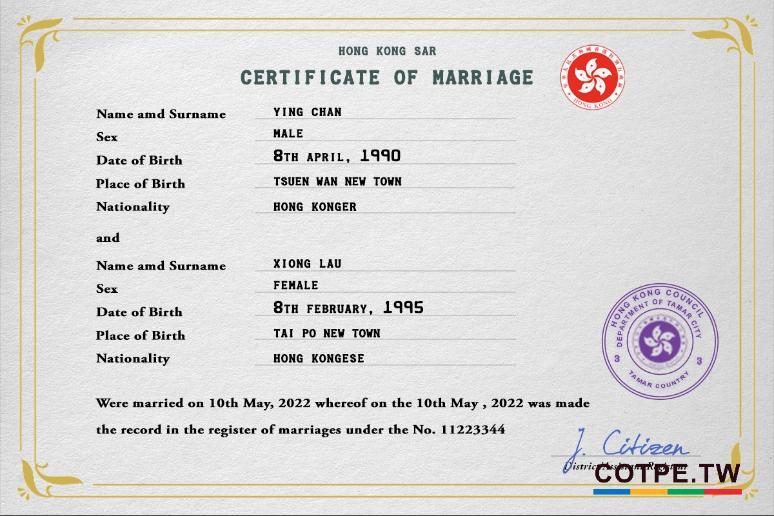 HONG KONG SAR
CERTIFICATE OF MARRIAGE
HONG KONG
Name amd Surname YING CHAN
Sex MALE
Date of Birth 8TH APRIL, 1990
Place of Birth TSUEN WAN NEW TOWN
Nationality HONG KONGER
and
Name amd Surname XIONG LAU
Sex FEMALE
Date of Birth 8TH FEBRUARY, 1995
Place of Birth TAI PO NEW TOWN
Nationality HONG KONGESE
HONG KONG COUNCIL
DEPARTMENT OF TAMAR CITY
3 3
TAMAR COUNTRY
Were married on 10th May, 2022 whereof on the 10th May , 2022 was made
the record in the register of marriages under the No. 11223344
J. Citizen
District/Assistant Registrar
COTPE.TW